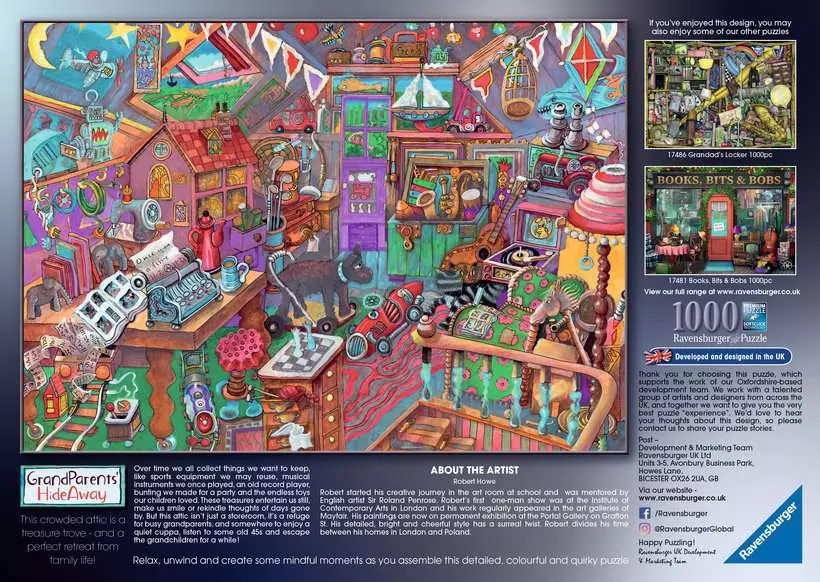 If you've enjoyed this design, you may
also enjoy some of our other puzzles
17486 Grandad's Locker 1000pc
BOOKS, BITS & BOBS
17481 Books, Bits & Bobs 1000pc
View our full range at www.ravensburger.co.uk
1000
PREMIUM
PUZZLE
SOFTCLICK
Ravensburger Puzzle
Developed and designed in the UK
Thank you for choosing this puzzle, which
supports the work of our Oxfordshire-based
development team. We work with a talented
group of artists and designers from across the
UK, and together we want to give you the very
best puzzle "experience". We'd love to hear
your thoughts about this design, so please
contact us to share your puzzle stories.
Post –
Development & Marketing Team
Ravensburger UK Ltd
Units 3-5, Avonbury Business Park,
Howes Lane,
BICESTER OX26 2UA, GB
Via our website -
www.ravensburger.co.uk
/Ravensburger
@RavensburgerGlobal
Happy Puzzling!
Ravensburger UK Development
& Marketing Team
Ravensburger
Once upon
a time
GRANDPARENTS'
HIDEAWAY
This crowded attic is a
treasure trove - and a
perfect retreat from
family life!
Over time we all collect things we want to keep,
like sports equipment we may reuse, musical
instruments we once played, an old record player,
bunting we made for a party and the endless toys
our children loved. These treasures entertain us still,
make us smile or rekindle thoughts of days gone
by. But this attic isn't just a storeroom, it's a refuge
for busy grandparents, and somewhere to enjoy a
quiet cuppa, listen to some old 45s and escape
the grandchildren for a while!
ABOUT THE ARTIST
Robert Howe
Robert started his creative journey in the art room at school and was mentored by
English artist Sir Roland Penrose. Robert's first one-man show was at the Institute of
Contemporary Arts in London and his work regularly appeared in the art galleries of
Mayfair. His paintings are now on permanent exhibition at the Portal Gallery on Grafton
St. His detailed, bright and cheerful style has a surreal twist. Robert divides his time
between his homes in London and Poland.
Relax, unwind and create some mindful moments as you assemble this detailed, colourful and quirky puzzle